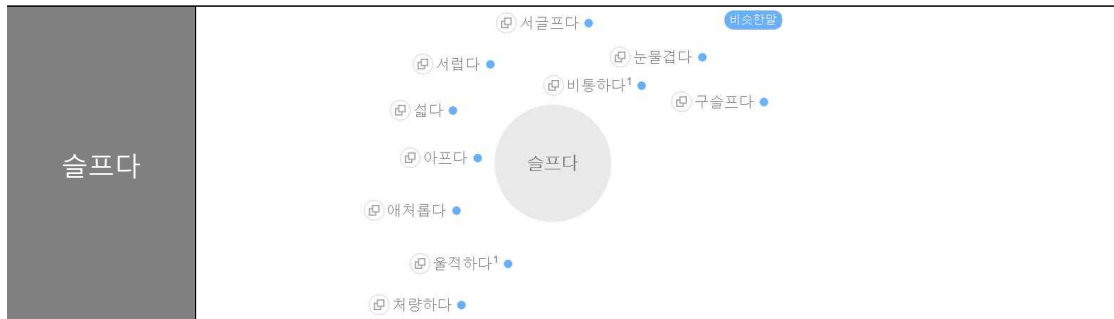 슬프다
서글프다
비슷한말
눈물겹다
서럽다
비통하다¹
구슬프다
섧다
아프다
슬프다
애처롭다
울적하다¹
처량하다